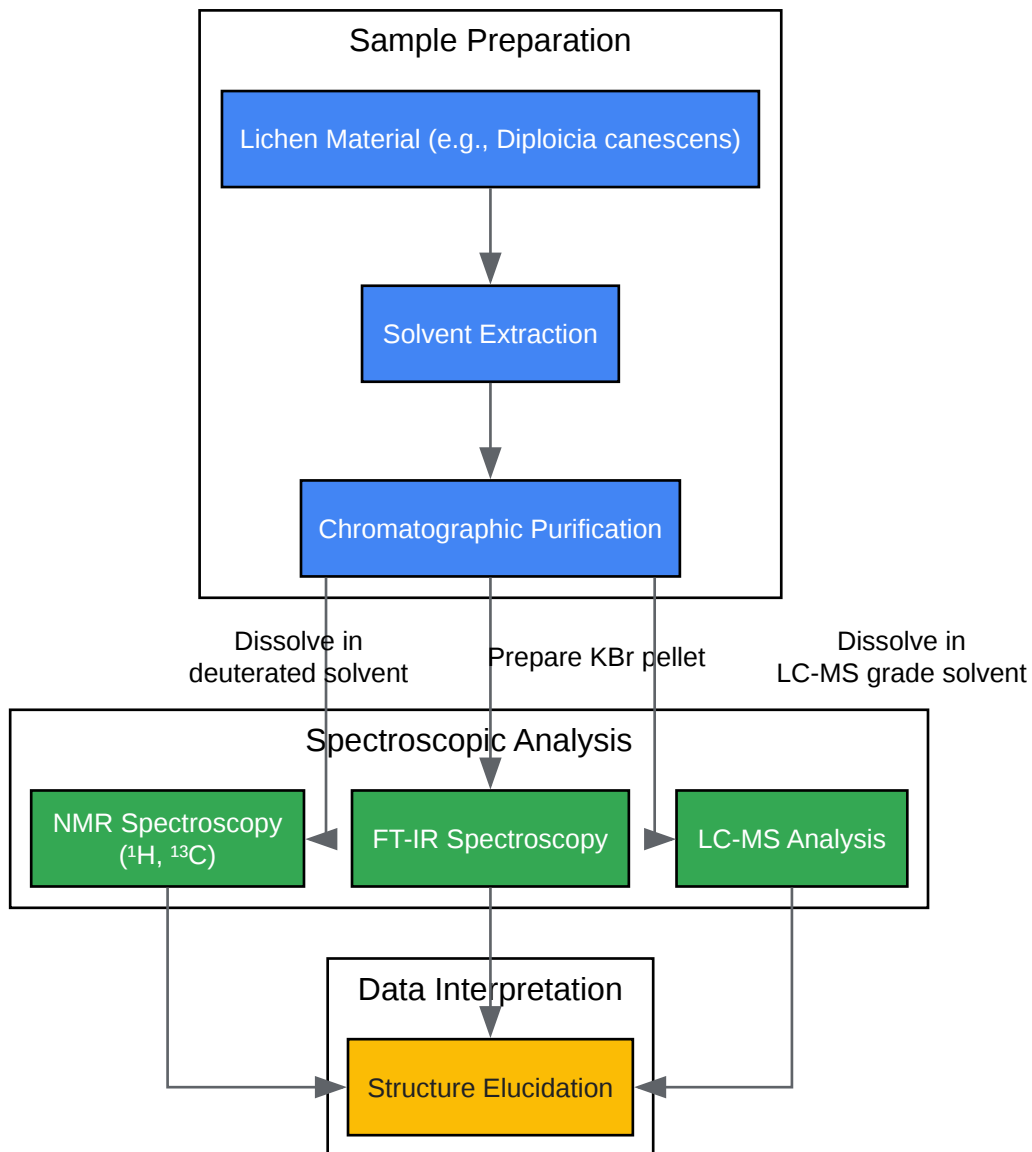 Sample Preparation
Lichen Material (e.g., Diploicia canescens)
Solvent Extraction
Chromatographic Purification
Dissolve in
deuterated solvent
Prepare KBr pellet
Dissolve in
LC-MS grade solvent
Spectroscopic Analysis
NMR Spectroscopy
(¹H, ¹³C)
FT-IR Spectroscopy
LC-MS Analysis
Data Interpretation
Structure Elucidation